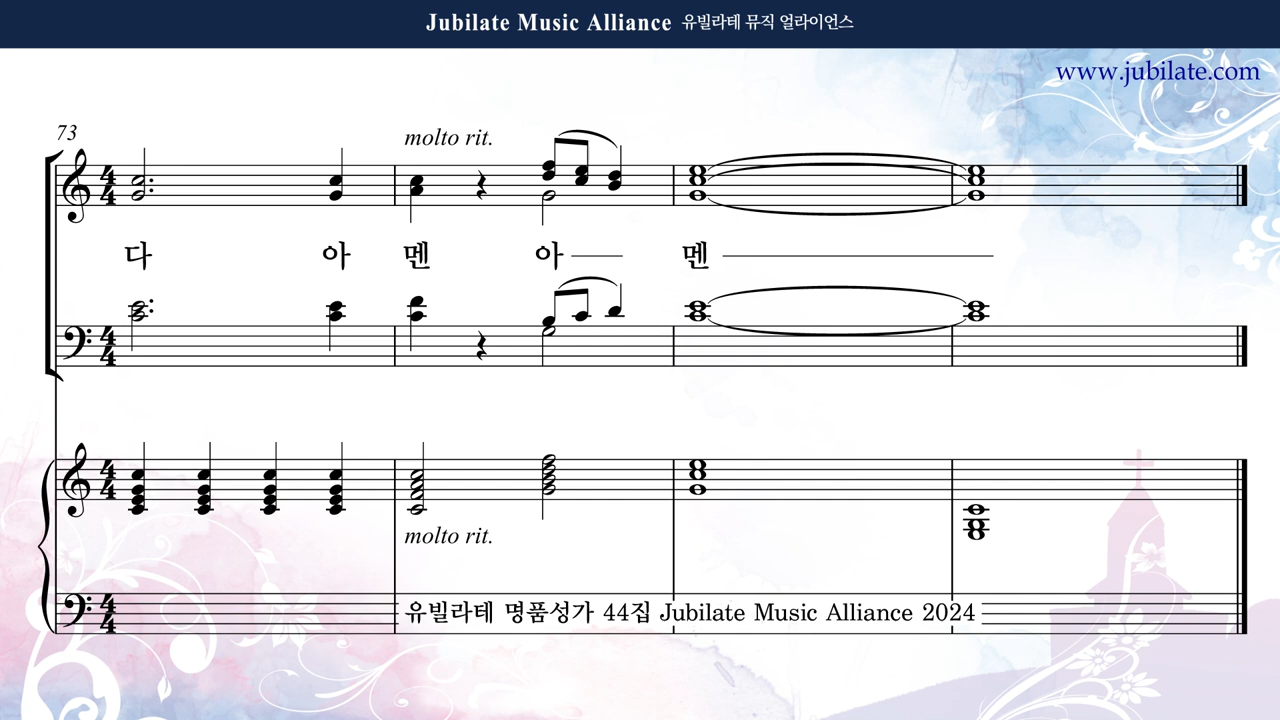 Jubilate Music Alliance 유빌라테 뮤직 얼라이언스
www.jubilate.com
73
molto rit.
다 아 멘 아 멘
molto rit.
유빌라테 명품성가 44집 Jubilate Music Alliance 2024